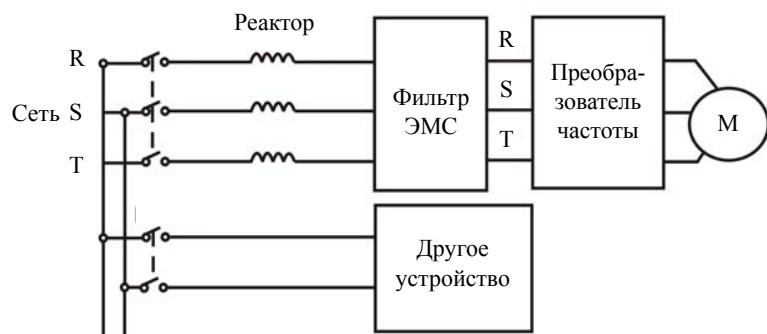 Реактор
R
Сеть S
T
Фильтр
ЭМС
R
S
T
Преобра-
зователь
частоты
М
Другое
устройство